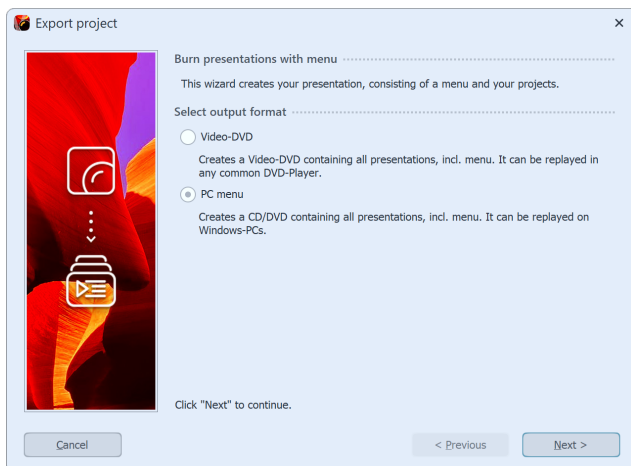 Export project
Burn presentations with menu
This wizard creates your presentation, consisting of a menu and your projects.
Select output format
Video-DVD
Creates a Video-DVD containing all presentations, incl. menu. It can be replayed in
any common DVD-Player.
PC menu
Creates a CD/DVD containing all presentations, incl. menu. It can be replayed on
Windows-PCs.
Click "Next" to continue.
Cancel
< Previous
Next >